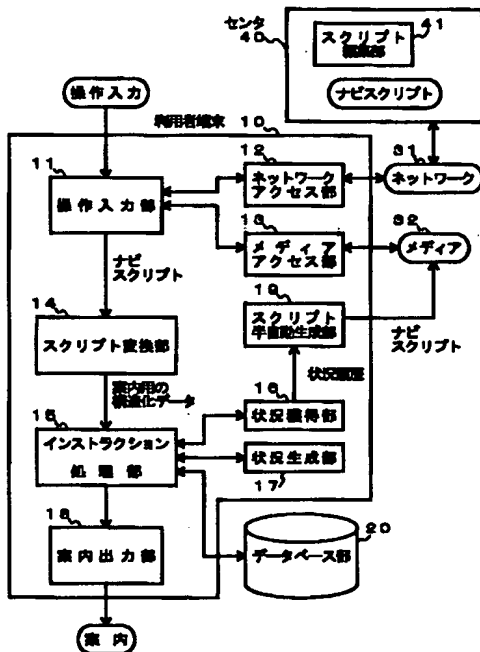 センタ
40
スクリプト
編集部
41
ナビスクリプト
操作入力
利用者端末
10
11
操作入力部
12
ネットワーク
アクセス部
31
ネットワーク
13
メディア
アクセス部
32
メディア
ナビ
スクリプト
19
スクリプト
半自動生成部
ナビ
スクリプト
14
スクリプト変換部
状況履歴
案内用の
構造化データ
16
状況獲得部
15
インストラクション
処理部
状況生成部
17
18
案内出力部
20
データベース部
案内